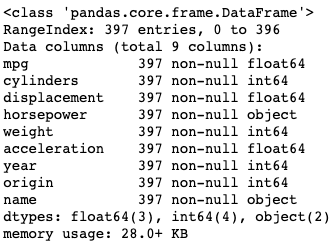 <class 'pandas.core.frame.DataFrame'>
RangeIndex: 397 entries, 0 to 396
Data columns (total 9 columns):
mpg             397 non-null float64
cylinders       397 non-null int64
displacement    397 non-null float64
horsepower      397 non-null object
weight          397 non-null int64
acceleration    397 non-null float64
year            397 non-null int64
origin          397 non-null int64
name            397 non-null object
dtypes: float64(3), int64(4), object(2)
memory usage: 28.0+ KB